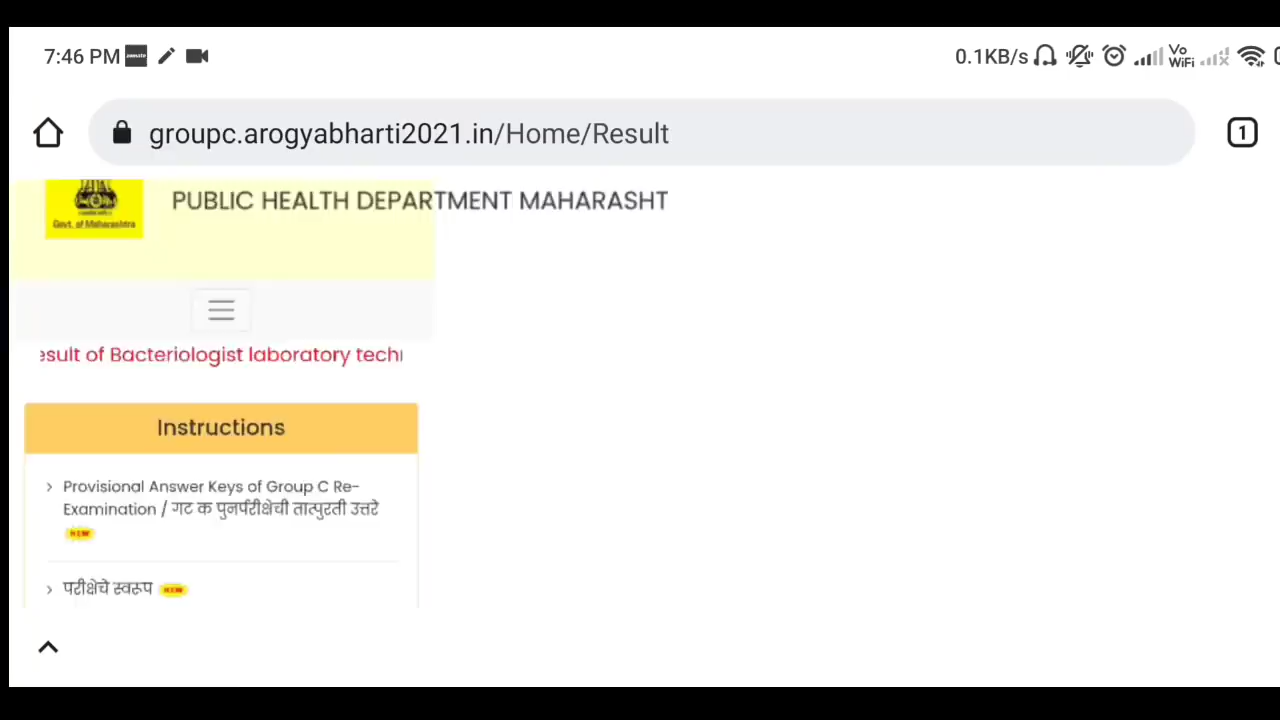 7:46 PM
0.1KB/s
Vo
WiFi
groupc.arogyabharti2021.in/Home/Result
1
Govt. of Maharashtra
PUBLIC HEALTH DEPARTMENT MAHARASHT
esult of Bacteriologist laboratory techn
Instructions
Provisional Answer Keys of Group C Re-
Examination / गट क पुनर्परीक्षेची तात्पुरती उत्तरे
NEW
परीक्षेचे स्वरूप NEW